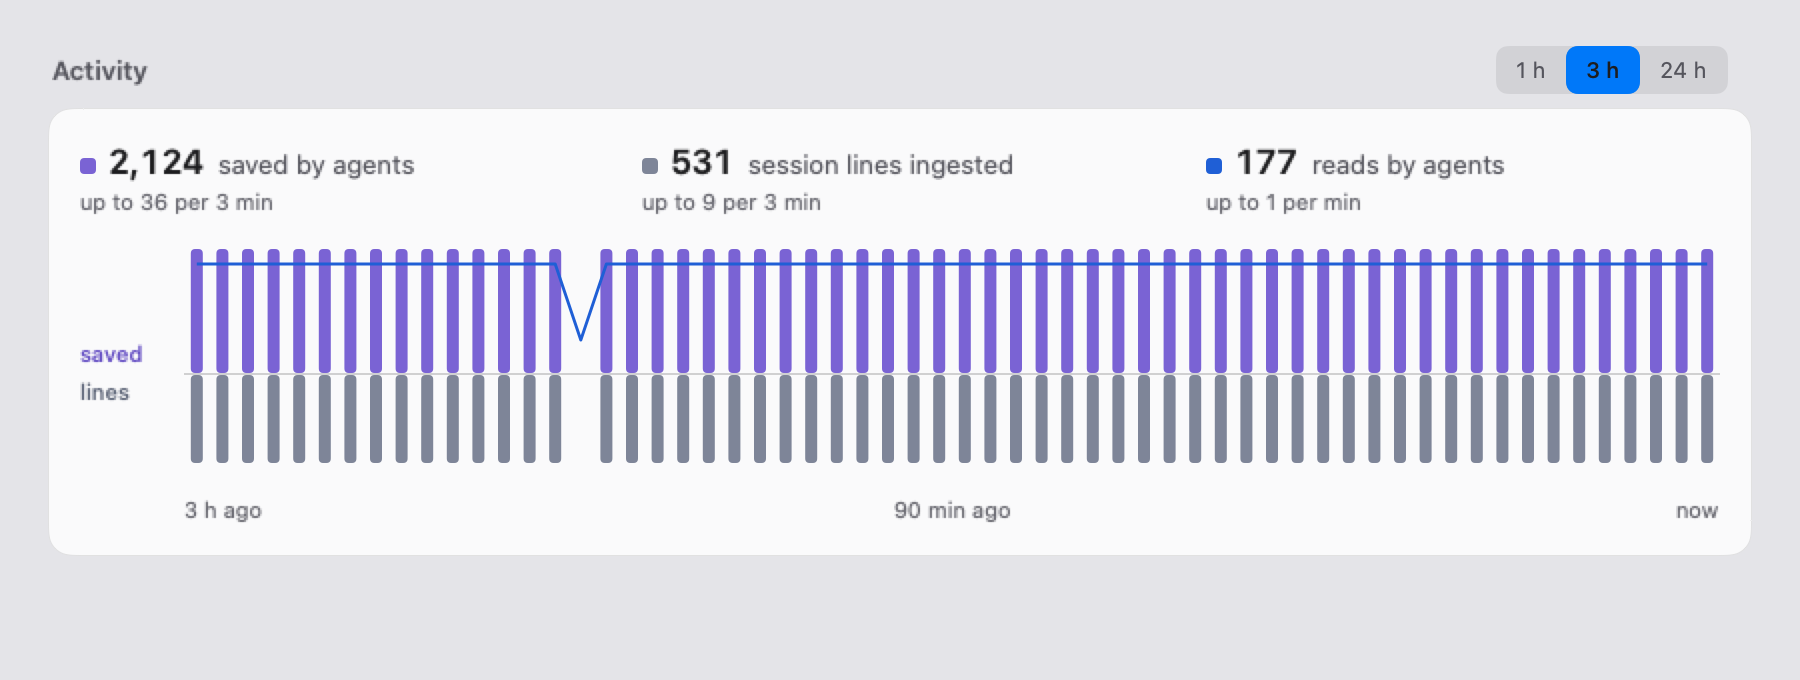 Activity
1 h 3 h 24 h
2,124 saved by agents
up to 36 per 3 min
531 session lines ingested
up to 9 per 3 min
177 reads by agents
up to 1 per min
saved
lines
3 h ago 90 min ago now